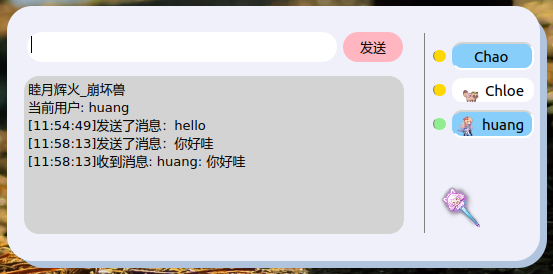 发送
睦月辉火_崩坏兽
当前用户: huang
[11:54:49]发送了消息：hello
[11:58:13]发送了消息：你好哇
[11:58:13]收到消息: huang: 你好哇
Chao
Chloe
huang